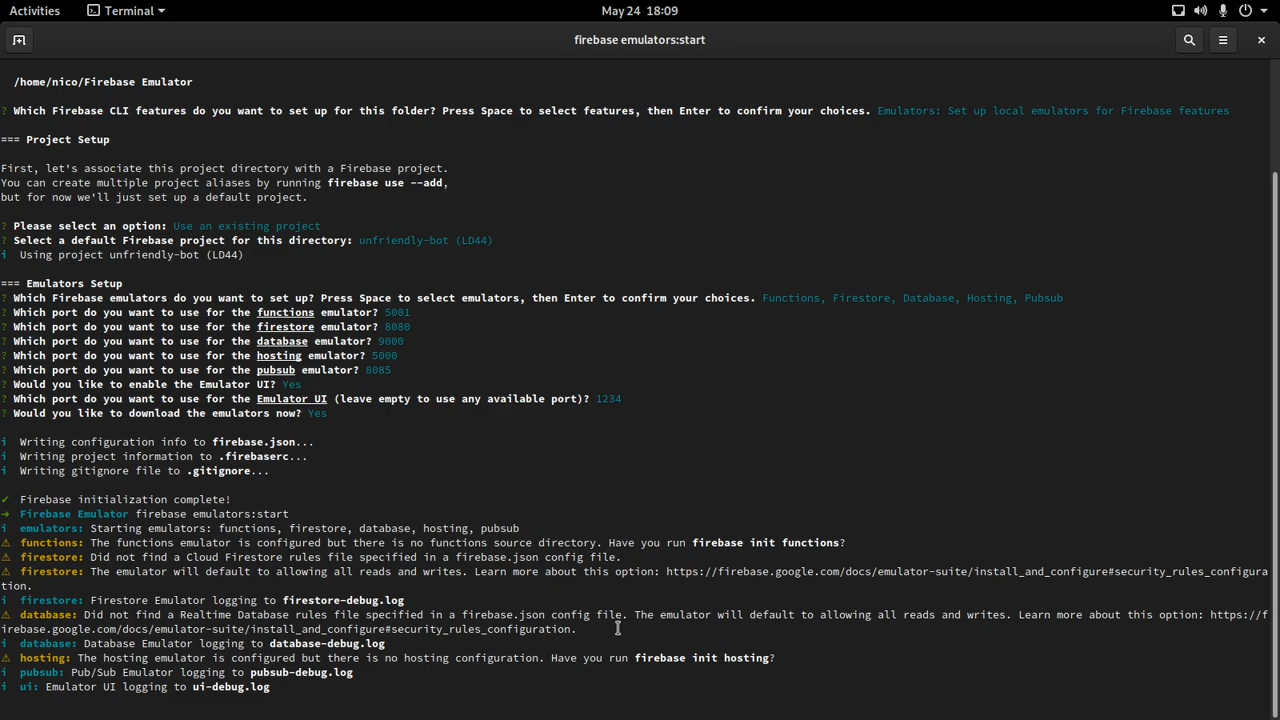 Activities Terminal May 24 18:09
firebase emulators:start
/home/nico/Firebase Emulator
? Which Firebase CLI features do you want to set up for this folder? Press Space to select features, then Enter to confirm your choices. Emulators: Set up local emulators for Firebase features
=== Project Setup
First, let's associate this project directory with a Firebase project.
You can create multiple project aliases by running firebase use --add,
but for now we'll just set up a default project.
? Please select an option: Use an existing project
? Select a default Firebase project for this directory: unfriendly-bot (LD44)
i Using project unfriendly-bot (LD44)
=== Emulators Setup
? Which Firebase emulators do you want to set up? Press Space to select emulators, then Enter to confirm your choices. Functions, Firestore, Database, Hosting, Pubsub
? Which port do you want to use for the functions emulator? 5001
? Which port do you want to use for the firestore emulator? 8080
? Which port do you want to use for the database emulator? 9000
? Which port do you want to use for the hosting emulator? 5000
? Which port do you want to use for the pubsub emulator? 8085
? Would you like to enable the Emulator UI? Yes
? Which port do you want to use for the Emulator UI (leave empty to use any available port)? 1234
? Would you like to download the emulators now? Yes
i Writing configuration info to firebase.json...
i Writing project information to .firebaserc...
i Writing gitignore file to .gitignore...
✔ Firebase initialization complete!
→ Firebase Emulator firebase emulators:start
i emulators: Starting emulators: functions, firestore, database, hosting, pubsub
⚠ functions: The functions emulator is configured but there is no functions source directory. Have you run firebase init functions?
⚠ firestore: Did not find a Cloud Firestore rules file specified in a firebase.json config file.
⚠ firestore: The emulator will default to allowing all reads and writes. Learn more about this option: https://firebase.google.com/docs/emulator-suite/install_and_configure#security_rules_configura
tion.
i firestore: Firestore Emulator logging to firestore-debug.log
⚠ database: Did not find a Realtime Database rules file specified in a firebase.json config file. The emulator will default to allowing all reads and writes. Learn more about this option: https://f
irebase.google.com/docs/emulator-suite/install_and_configure#security_rules_configuration.
i database: Database Emulator logging to database-debug.log
⚠ hosting: The hosting emulator is configured but there is no hosting configuration. Have you run firebase init hosting?
i pubsub: Pub/Sub Emulator logging to pubsub-debug.log
i ui: Emulator UI logging to ui-debug.log